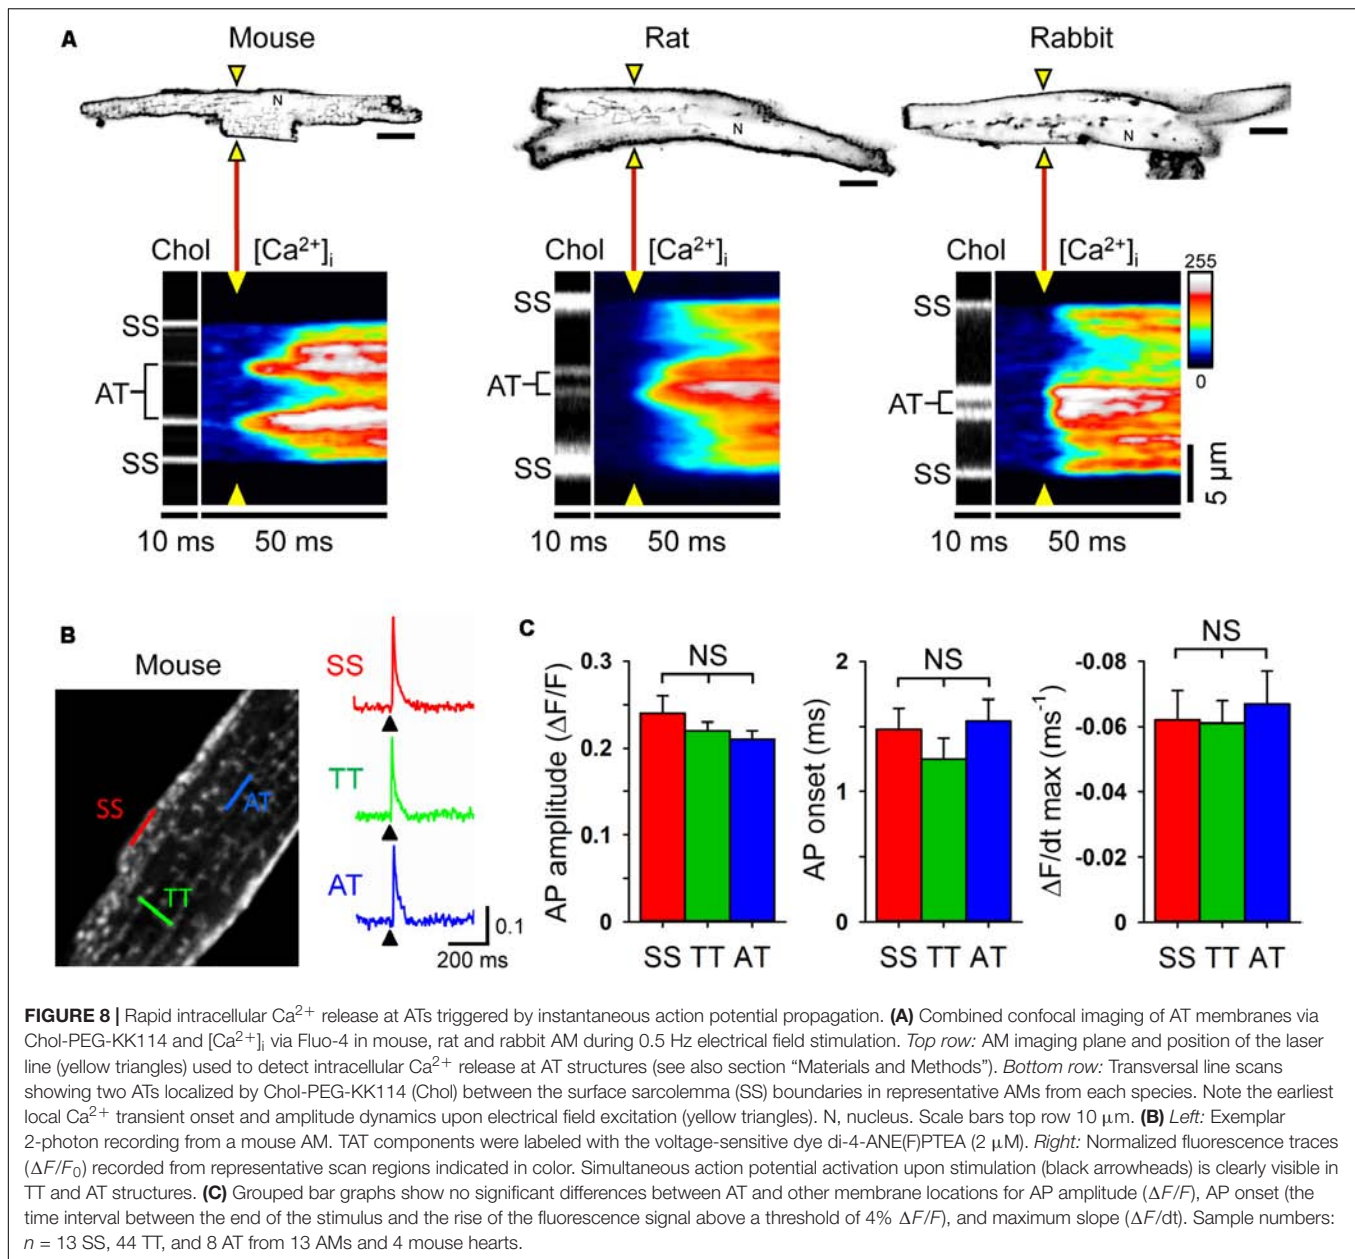 A
Mouse
Rat
Rabbit
N
N
N
Chol [Ca²⁺]ᵢ
Chol [Ca²⁺]ᵢ
Chol [Ca²⁺]ᵢ
SS
AT
SS
10 ms 50 ms
SS
AT
SS
10 ms 50 ms
SS
AT
SS
10 ms 50 ms
255
0
5 µm
B
Mouse
SS
AT
TT
SS
TT
AT
0.1
200 ms
C
NS
AP amplitude (ΔF/F)
0.3
0.2
0.1
0
SS TT AT
NS
AP onset (ms)
2
1
0
SS TT AT
NS
ΔF/dt max (ms⁻¹)
-0.08
-0.06
-0.04
-0.02
0
SS TT AT
FIGURE 8 | Rapid intracellular Ca²⁺ release at ATs triggered by instantaneous action potential propagation. (A) Combined confocal imaging of AT membranes via
Chol-PEG-KK114 and [Ca²⁺]ᵢ via Fluo-4 in mouse, rat and rabbit AM during 0.5 Hz electrical field stimulation. Top row: AM imaging plane and position of the laser
line (yellow triangles) used to detect intracellular Ca²⁺ release at AT structures (see also section “Materials and Methods”). Bottom row: Transversal line scans
showing two ATs localized by Chol-PEG-KK114 (Chol) between the surface sarcolemma (SS) boundaries in representative AMs from each species. Note the earliest
local Ca²⁺ transient onset and amplitude dynamics upon electrical field excitation (yellow triangles). N, nucleus. Scale bars top row 10 µm. (B) Left: Exemplar
2-photon recording from a mouse AM. TAT components were labeled with the voltage-sensitive dye di-4-ANE(F)PTEA (2 µM). Right: Normalized fluorescence traces
(ΔF/F₀) recorded from representative scan regions indicated in color. Simultaneous action potential activation upon stimulation (black arrowheads) is clearly visible in
TT and AT structures. (C) Grouped bar graphs show no significant differences between AT and other membrane locations for AP amplitude (ΔF/F), AP onset (the
time interval between the end of the stimulus and the rise of the fluorescence signal above a threshold of 4% ΔF/F), and maximum slope (ΔF/dt). Sample numbers:
n = 13 SS, 44 TT, and 8 AT from 13 AMs and 4 mouse hearts.